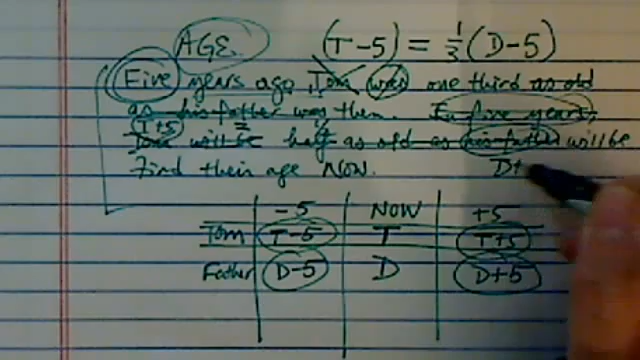 AGE (T-5) = 1/3 (D-5)
Five years ago, Tom was one third as old
as his father was then. In five years,
T+5 =
Tom will be half as old as his father will be
Find their age NOW. D+
-5 NOW +5
Tom T-5 T T+5
Father D-5 D D+5